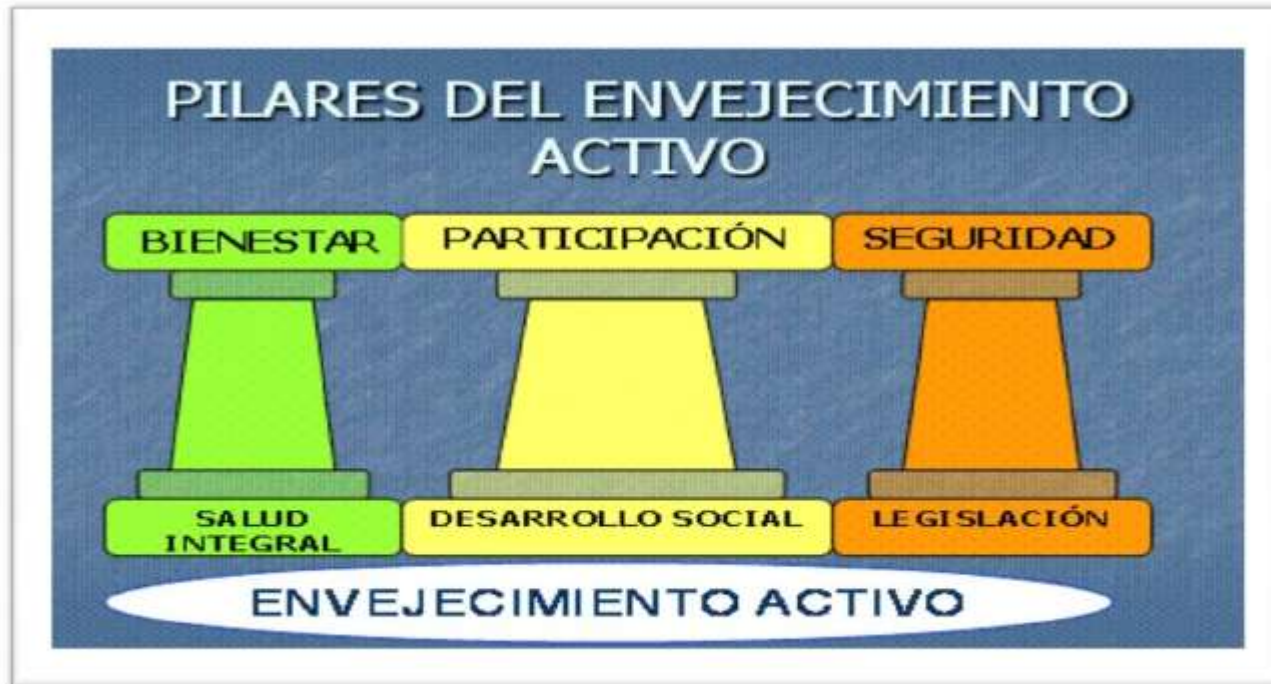 PILARES DEL ENVEJECIMIENTO
ACTIVO
BIENESTAR
PARTICIPACIÓN
SEGURIDAD
SALUD
INTEGRAL
DESARROLLO SOCIAL
LEGISLACIÓN
ENVEJECIMIENTO ACTIVO